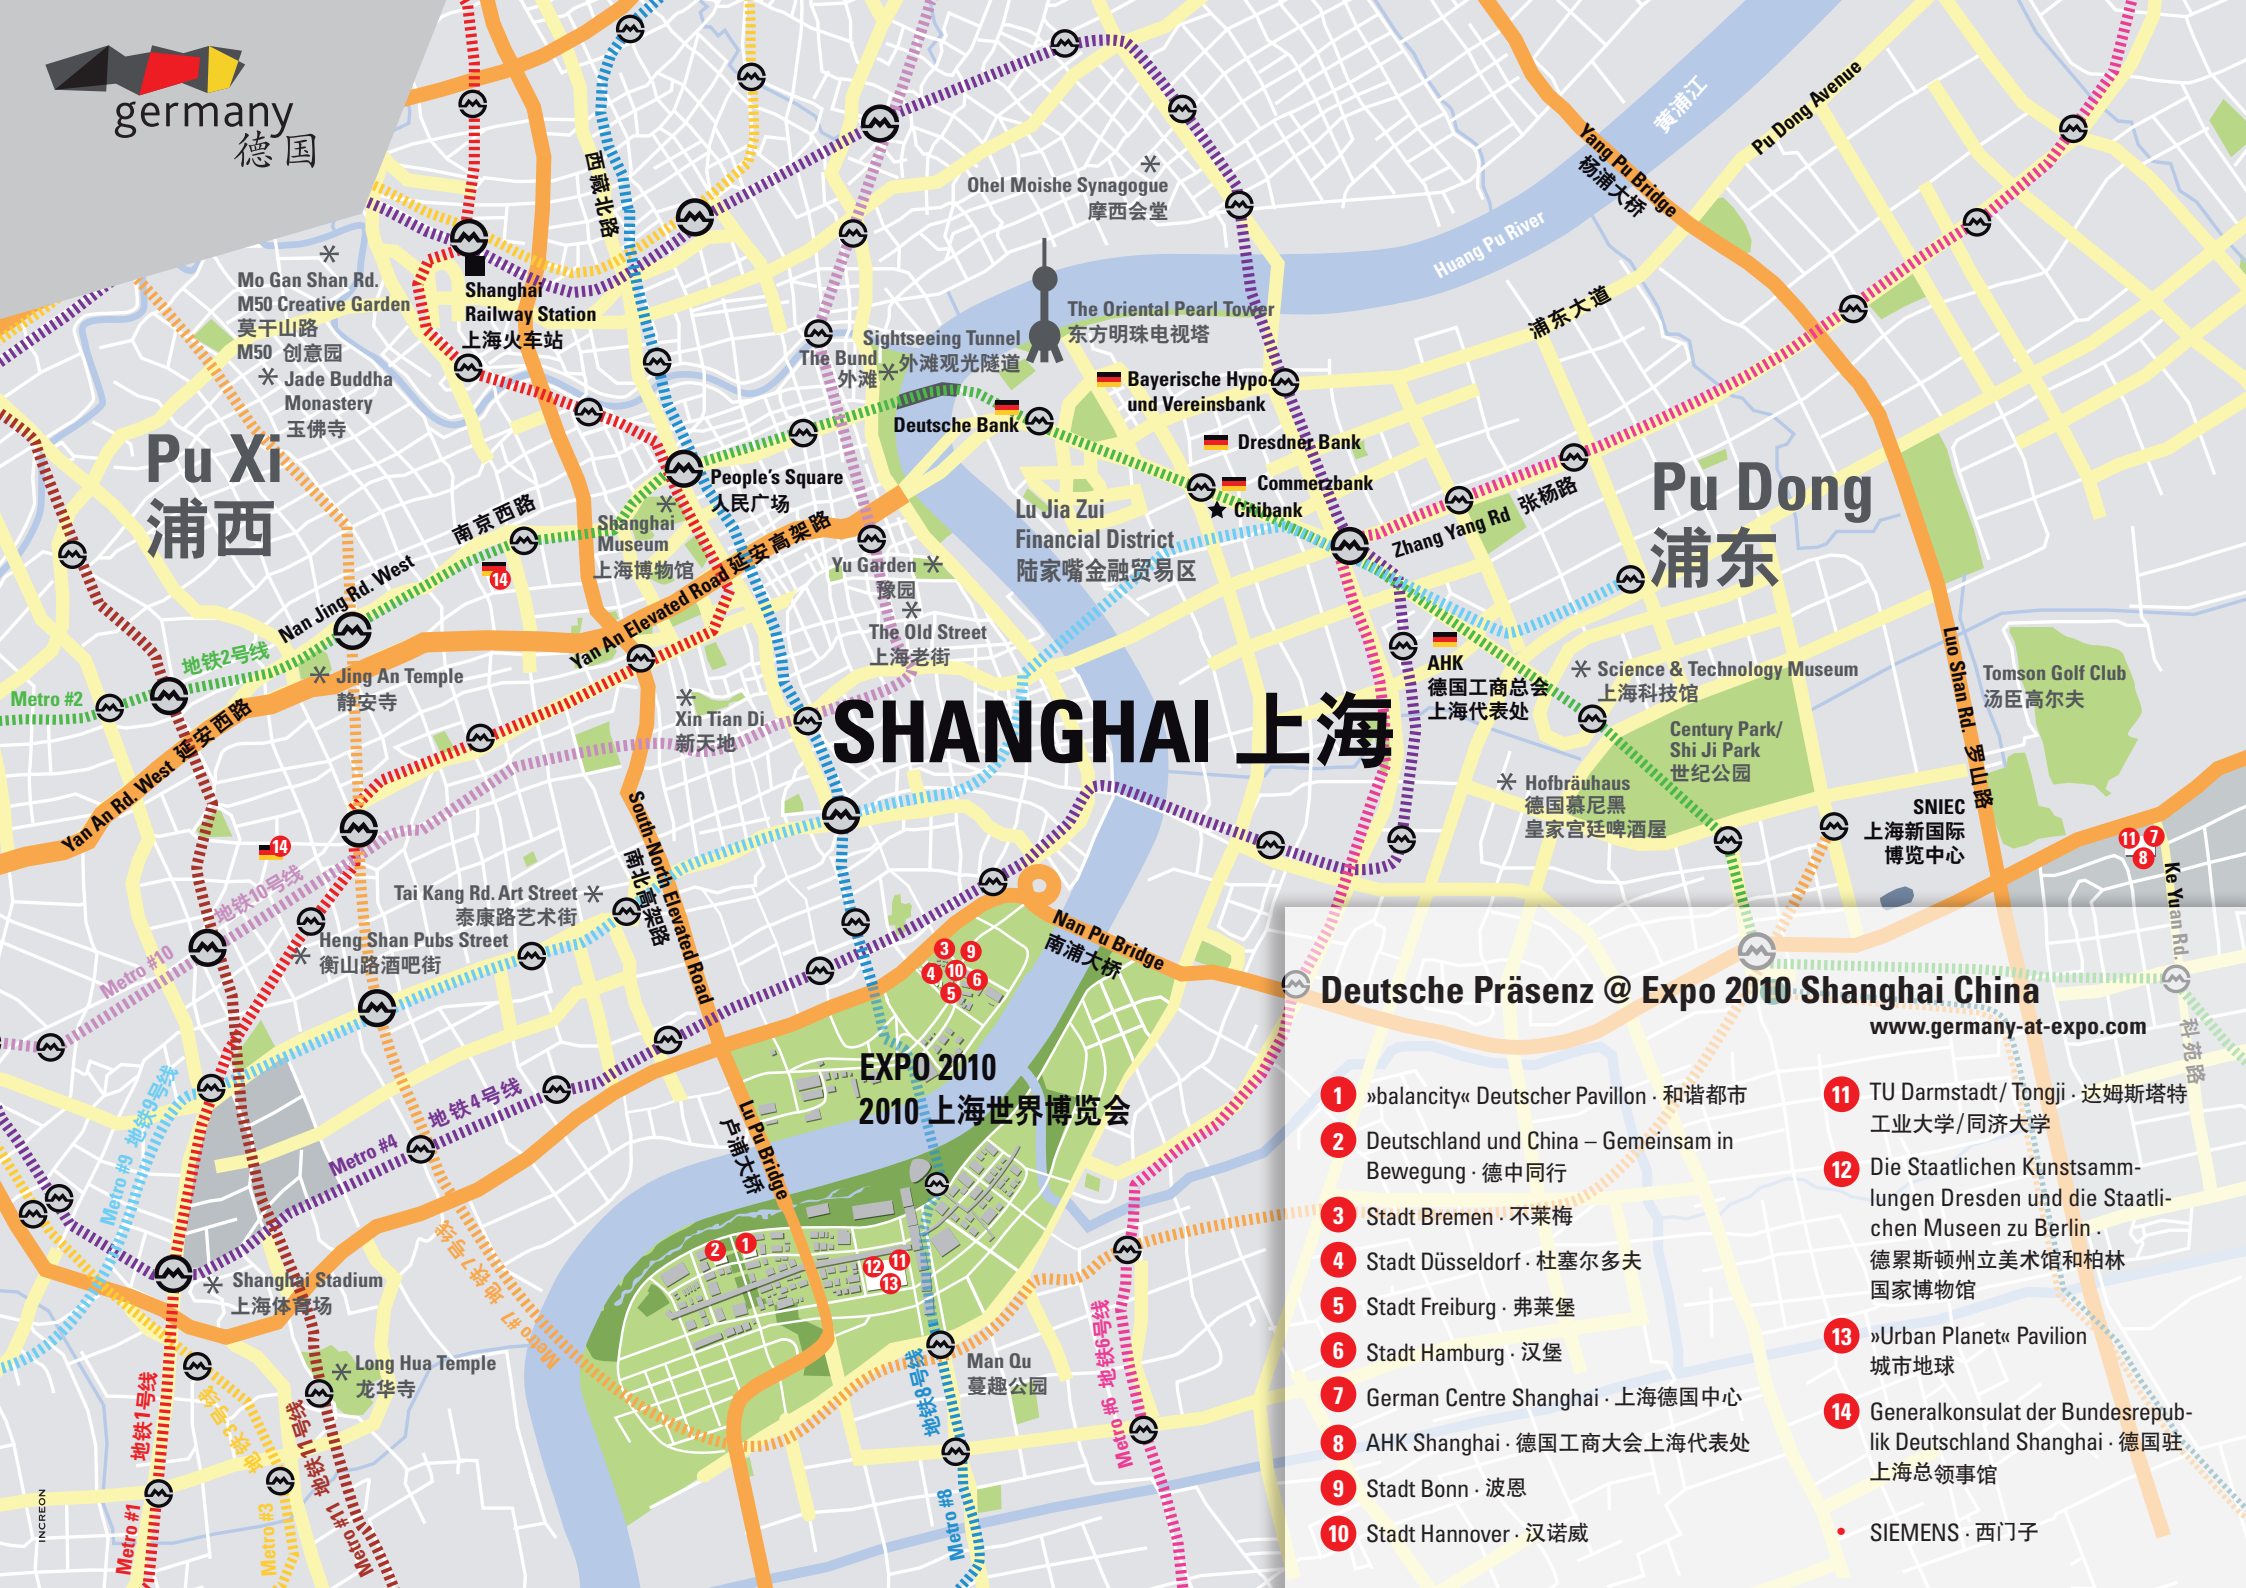 germany
德国
西藏北路
Ohel Moishe Synagogue
摩西会堂
黄浦江
Huang Pu River
Pu Dong Avenue
Yang Pu Bridge
杨浦大桥
浦东大道
Mo Gan Shan Rd.
M50 Creative Garden
莫干山路
M50 创意园
Jade Buddha
Monastery
玉佛寺
Shanghai
Railway Station
上海火车站
The Oriental Pearl Tower
东方明珠电视塔
Sightseeing Tunnel
外滩观光隧道
The Bund
外滩
Bayerische Hypo-
und Vereinsbank
Deutsche Bank
Dresdner Bank
Commerzbank
Citibank
Pu Xi
浦西
People's Square
人民广场
Shanghai
Museum
上海博物馆
南京西路
Nan Jing Rd. West
14
Yan An Elevated Road 延安高架路
Yu Garden
豫园
The Old Street
上海老街
Lu Jia Zui
Financial District
陆家嘴金融贸易区
Zhang Yang Rd 张杨路
Pu Dong
浦东
地铁2号线
Metro #2
Jing An Temple
静安寺
Yan An Rd. West 延安西路
Xin Tian Di
新天地
SHANGHAI 上海
AHK
德国工商总会
上海代表处
Science & Technology Museum
上海科技馆
Century Park/
Shi Ji Park
世纪公园
Luo Shan Rd. 罗山路
Tomson Golf Club
汤臣高尔夫
Hofbräuhaus
德国慕尼黑
皇家宫廷啤酒屋
SNIEC
上海新国际
博览中心
11
7
8
Ke Yuan Rd.
科苑路
14
地铁10号线
Metro #10
Tai Kang Rd. Art Street
泰康路艺术街
South-North Elevated Road
南北高架路
Heng Shan Pubs Street
衡山路酒吧街
3
9
4
10
6
5
Nan Pu Bridge
南浦大桥
EXPO 2010
2010 上海世界博览会
Metro #9 地铁9号线
Metro #4
地铁4号线
Lu Pu Bridge
卢浦大桥
2
1
12
11
13
地铁7号线
Metro #7
Shanghai Stadium
上海体育场
Long Hua Temple
龙华寺
Man Qu
蔓趣公园
地铁1号线
Metro #1
地铁3号线
Metro #3
地铁11号线
Metro #11
地铁8号线
Metro #8
地铁6号线
Metro #6
INCREON
Deutsche Präsenz @ Expo 2010 Shanghai China
www.germany-at-expo.com
1 »balancity« Deutscher Pavillon · 和谐都市
2 Deutschland und China – Gemeinsam in
Bewegung · 德中同行
3 Stadt Bremen · 不莱梅
4 Stadt Düsseldorf · 杜塞尔多夫
5 Stadt Freiburg · 弗莱堡
6 Stadt Hamburg · 汉堡
7 German Centre Shanghai · 上海德国中心
8 AHK Shanghai · 德国工商大会上海代表处
9 Stadt Bonn · 波恩
10 Stadt Hannover · 汉诺威
11 TU Darmstadt/ Tongji · 达姆斯塔特
工业大学/同济大学
12 Die Staatlichen Kunstsamm-
lungen Dresden und die Staatli-
chen Museen zu Berlin ·
德累斯顿州立美术馆和柏林
国家博物馆
13 »Urban Planet« Pavilion
城市地球
14 Generalkonsulat der Bundesrepub-
lik Deutschland Shanghai · 德国驻
上海总领事馆
• SIEMENS · 西门子